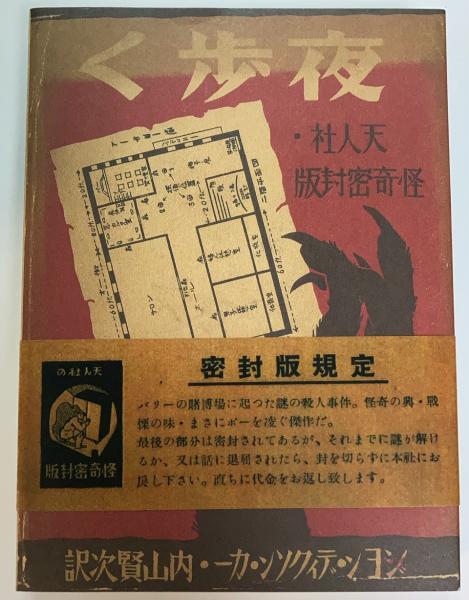 夜歩く
天人社・
怪奇密封版
サロン
60ft.
密封版規定
パリーの賭博場に起つた謎の殺人事件。怪奇の興・戦
慄の味・まさにポーを凌ぐ傑作だ。
最後の部分は密封されてあるが、それまでに謎が解け
るか、又は話に退屈されたら、封を切らずに本社にお
戻し下さい。直ちに代金をお返し致します。
天人社の
怪奇密封版
ジヨン・デイクソン・カー・内山賢次訳